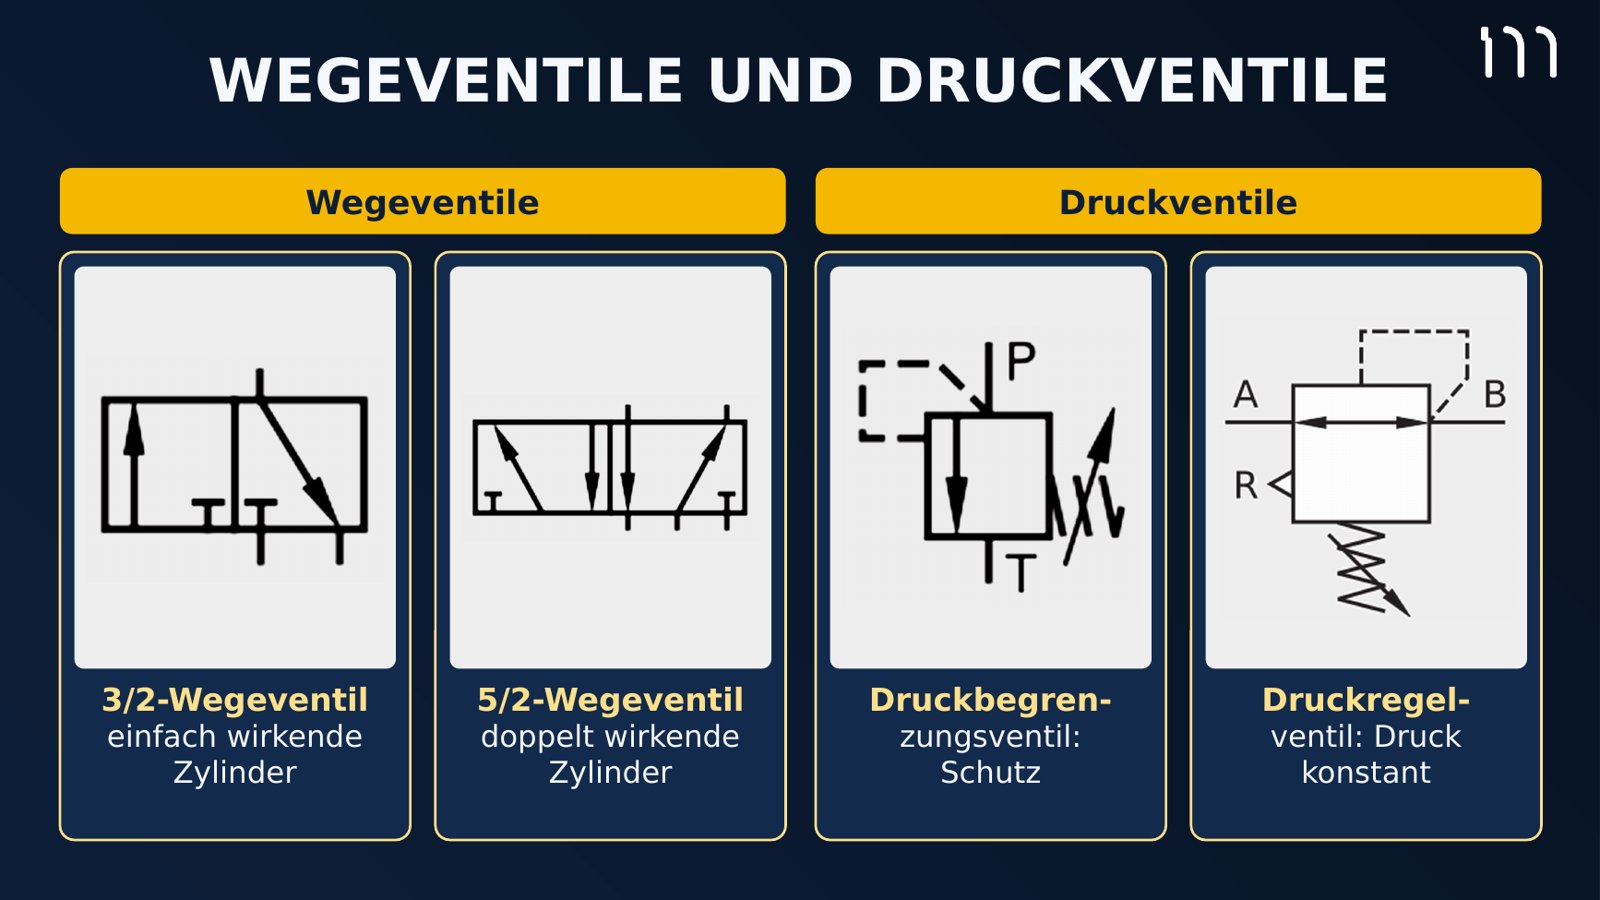 WEGEVENTILE UND DRUCKVENTILE
m
Wegeventile
Druckventile
P
T
A
B
R
3/2-Wegeventil
einfach wirkende
Zylinder
5/2-Wegeventil
doppelt wirkende
Zylinder
Druckbegren-
zungsventil:
Schutz
Druckregel-
ventil: Druck
konstant